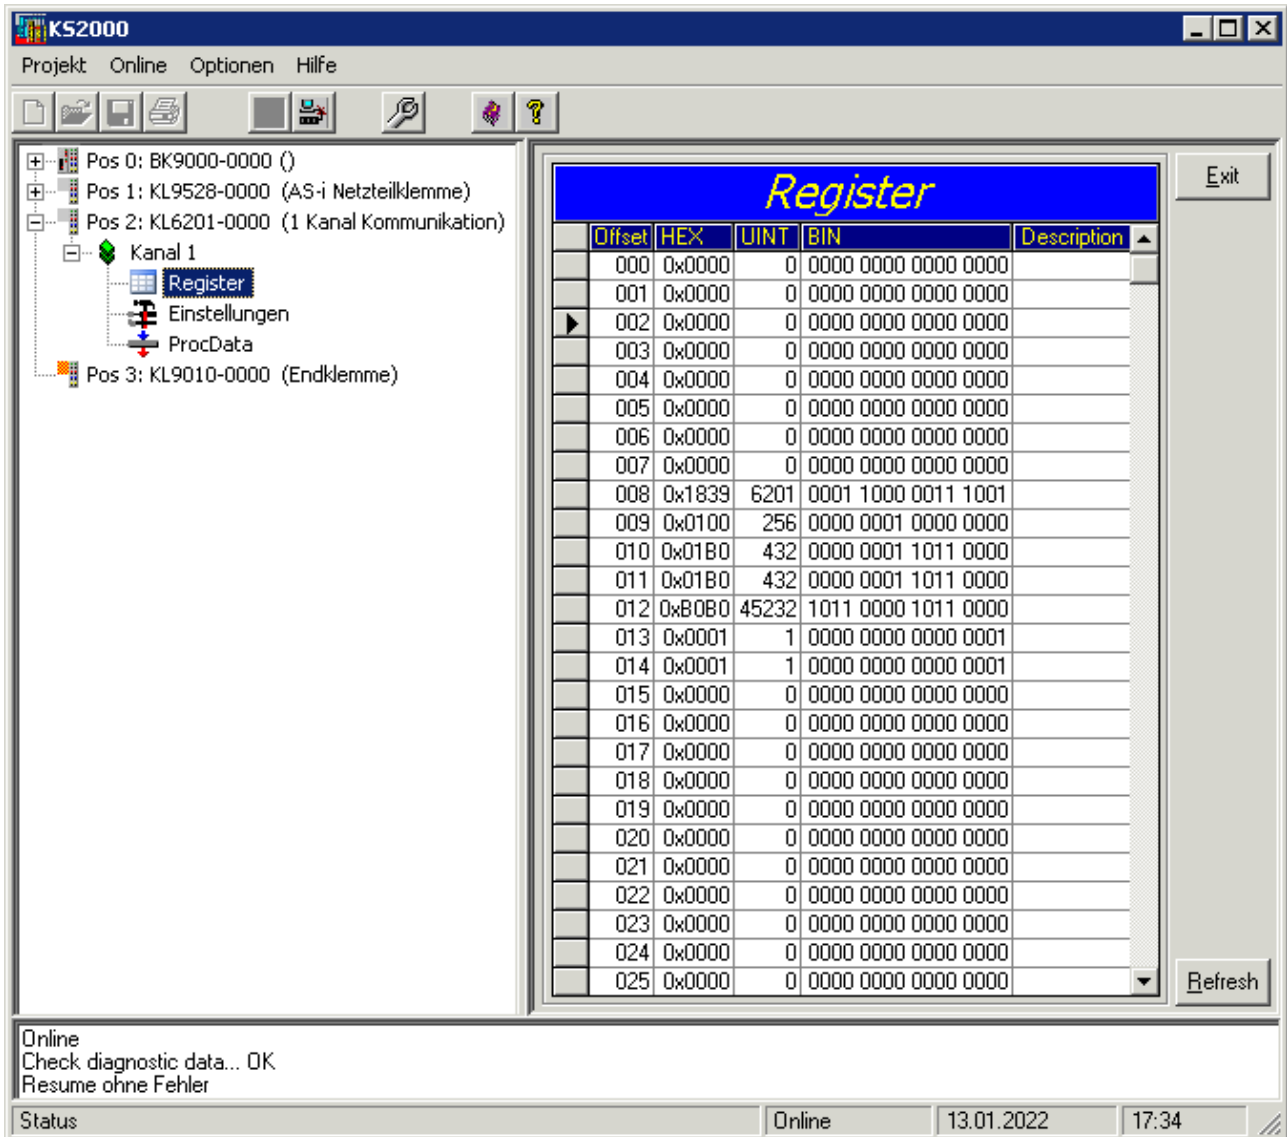 KS2000
Projekt Online Optionen Hilfe
Pos 0: BK9000-0000 ()
Pos 1: KL9528-0000 (AS-i Netzteilklemme)
Pos 2: KL6201-0000 (1 Kanal Kommunikation)
Kanal 1
Register
Einstellungen
ProcData
Pos 3: KL9010-0000 (Endklemme)
Register
Offset HEX UINT BIN Description
000 0x0000 0 0000 0000 0000 0000
001 0x0000 0 0000 0000 0000 0000
002 0x0000 0 0000 0000 0000 0000
003 0x0000 0 0000 0000 0000 0000
004 0x0000 0 0000 0000 0000 0000
005 0x0000 0 0000 0000 0000 0000
006 0x0000 0 0000 0000 0000 0000
007 0x0000 0 0000 0000 0000 0000
008 0x1839 6201 0001 1000 0011 1001
009 0x0100 256 0000 0001 0000 0000
010 0x01B0 432 0000 0001 1011 0000
011 0x01B0 432 0000 0001 1011 0000
012 0xB0B0 45232 1011 0000 1011 0000
013 0x0001 1 0000 0000 0000 0001
014 0x0001 1 0000 0000 0000 0001
015 0x0000 0 0000 0000 0000 0000
016 0x0000 0 0000 0000 0000 0000
017 0x0000 0 0000 0000 0000 0000
018 0x0000 0 0000 0000 0000 0000
019 0x0000 0 0000 0000 0000 0000
020 0x0000 0 0000 0000 0000 0000
021 0x0000 0 0000 0000 0000 0000
022 0x0000 0 0000 0000 0000 0000
023 0x0000 0 0000 0000 0000 0000
024 0x0000 0 0000 0000 0000 0000
025 0x0000 0 0000 0000 0000 0000
Exit
Refresh
Online
Check diagnostic data... OK
Resume ohne Fehler
Status Online 13.01.2022 17:34